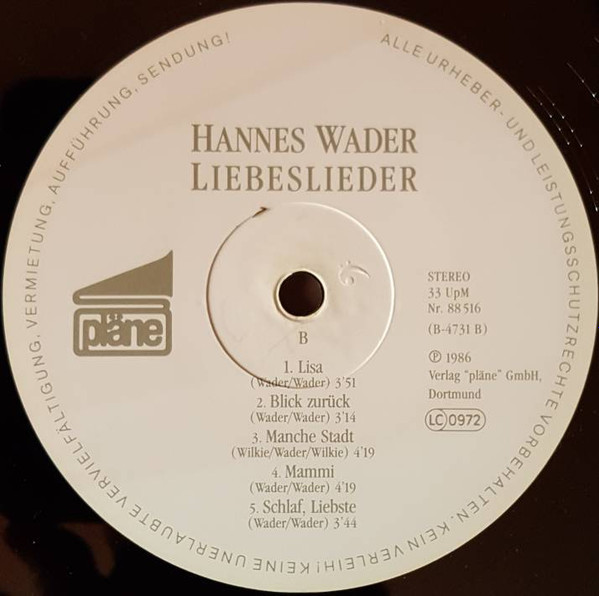 ALLE URHEBER- UND LEISTUNGSSCHUTZRECHTE VORBEHALTEN. KEIN VERLEIH! KEINE UNERLAUBTE VERVIELFÄLTIGUNG, VERMIETUNG, AUFFÜHRUNG, SENDUNG!
HANNES WADER
LIEBESLIEDER
pläne
STEREO
33 UpM
Nr. 88516
(B-4731 B)
℗ 1986
Verlag "pläne" GmbH,
Dortmund
LC 0972
B
1. Lisa
(Wader/Wader) 3'51
2. Blick zurück
(Wader/Wader) 3'14
3. Manche Stadt
(Wilkie/Wader/Wilkie) 4'19
4. Mammi
(Wader/Wader) 4'19
5. Schlaf, Liebste
(Wader/Wader) 3'44